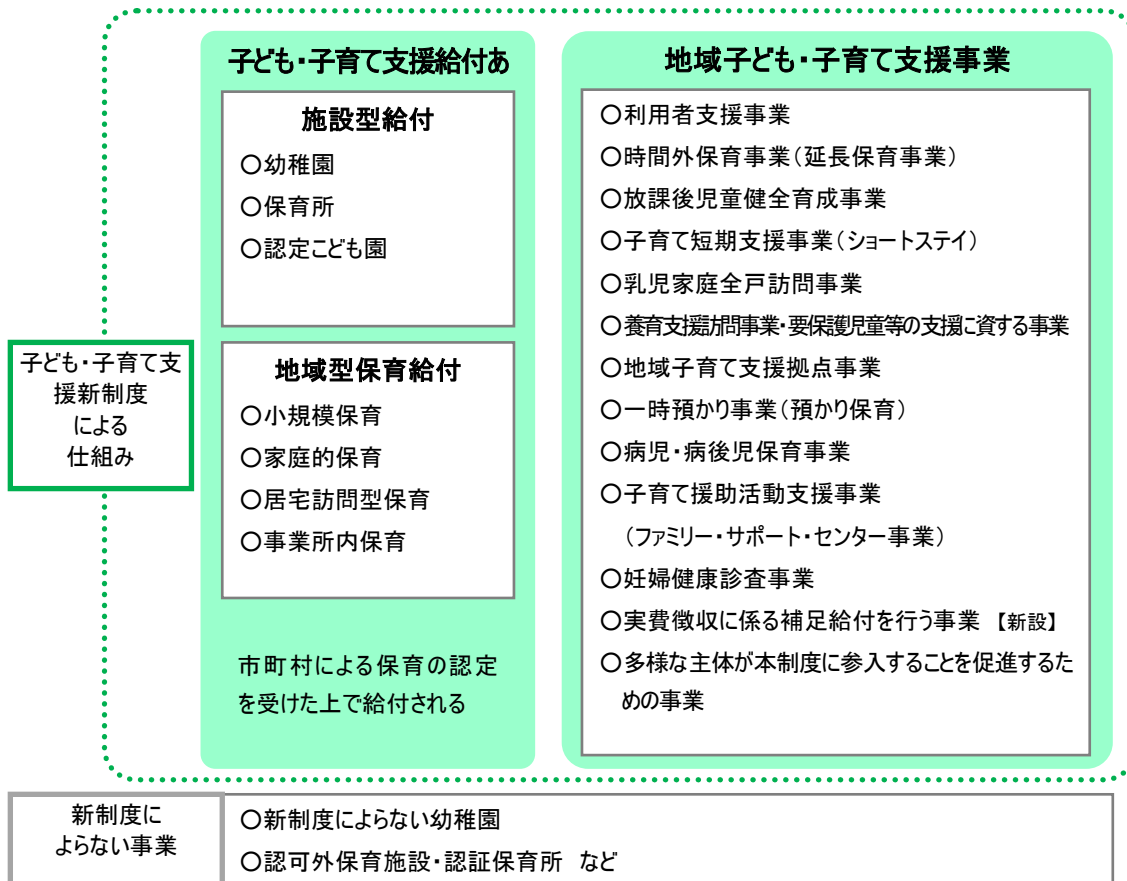 子ども・子育て支援新制度
による
仕組み
子ども・子育て支援給付あ
施設型給付
〇幼稚園
〇保育所
〇認定こども園
地域型保育給付
〇小規模保育
〇家庭的保育
〇居宅訪問型保育
〇事業所内保育
市町村による保育の認定
を受けた上で給付される
地域子ども・子育て支援事業
〇利用者支援事業
〇時間外保育事業（延長保育事業）
〇放課後児童健全育成事業
〇子育て短期支援事業（ショートステイ）
〇乳児家庭全戸訪問事業
〇養育支援訪問事業・要保護児童等の支援に資する事業
〇地域子育て支援拠点事業
〇一時預かり事業（預かり保育）
〇病児・病後児保育事業
〇子育て援助活動支援事業
（ファミリー・サポート・センター事業）
〇妊婦健康診査事業
〇実費徴収に係る補足給付を行う事業 【新設】
〇多様な主体が本制度に参入することを促進するた
めの事業
新制度に
よらない事業
〇新制度によらない幼稚園
〇認可外保育施設・認証保育所 など